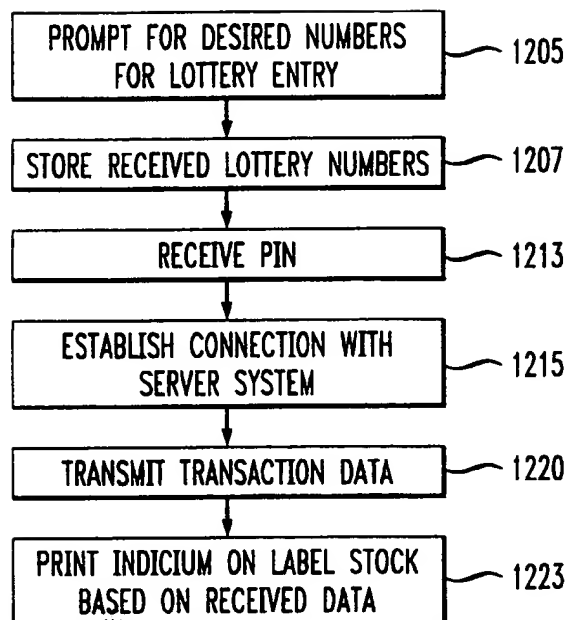 PROMPT FOR DESIRED NUMBERS
FOR LOTTERY ENTRY
1205
STORE RECEIVED LOTTERY NUMBERS
1207
RECEIVE PIN
1213
ESTABLISH CONNECTION WITH
SERVER SYSTEM
1215
TRANSMIT TRANSACTION DATA
1220
PRINT INDICIUM ON LABEL STOCK
BASED ON RECEIVED DATA
1223